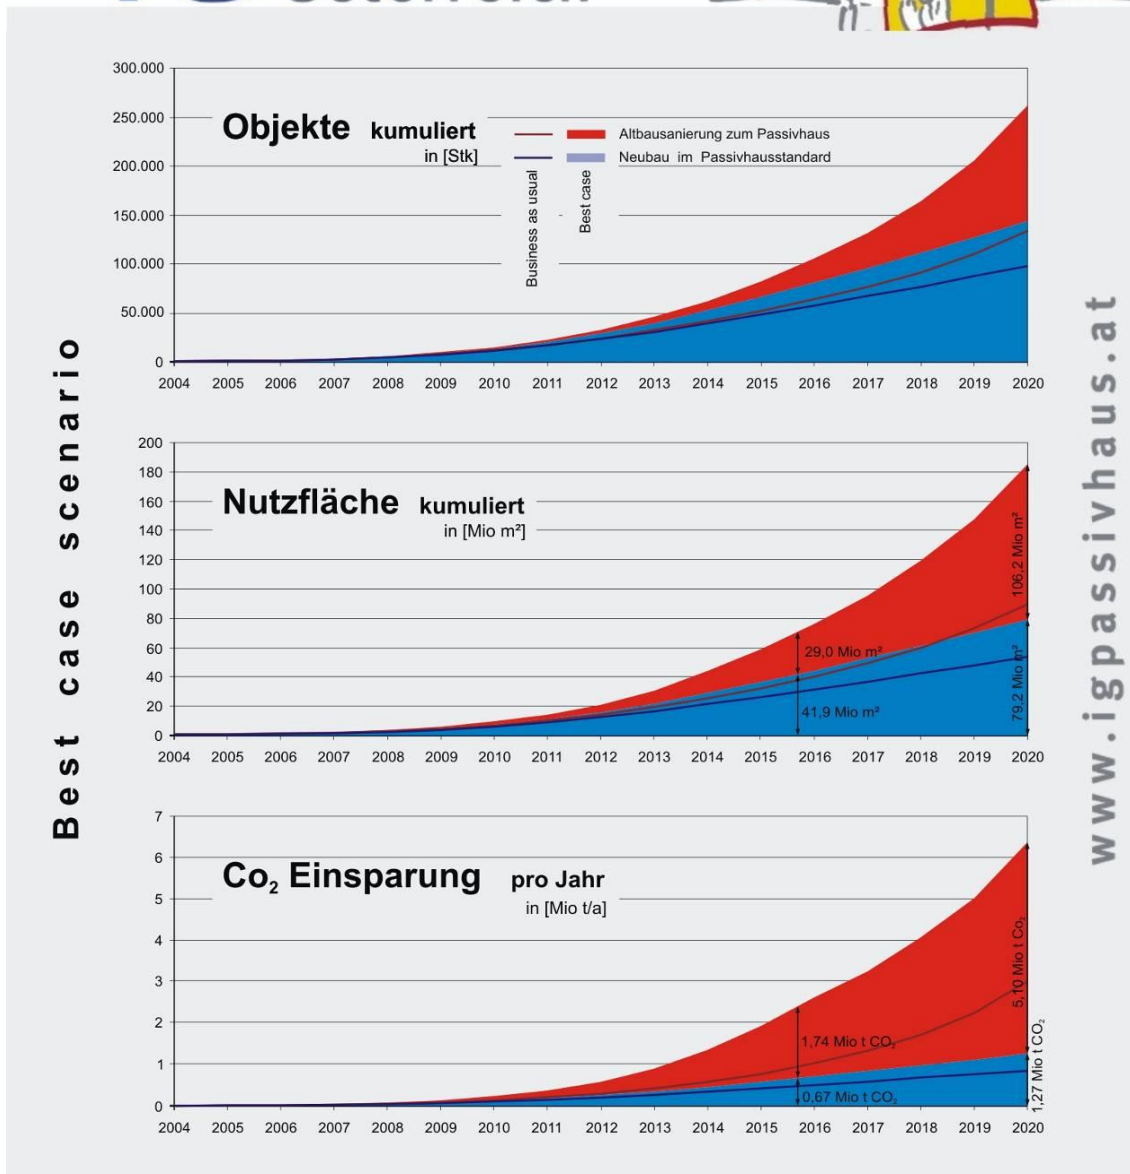 Best case scenario
300.000
250.000
200.000
150.000
100.000
50.000
0
Objekte kumuliert
in [Stk]
Altbausanierung zum Passivhaus
Neubau im Passivhausstandard
Business as usual
Best case
2004 2005 2006 2007 2008 2009 2010 2011 2012 2013 2014 2015 2016 2017 2018 2019 2020
200
180
160
140
120
100
80
60
40
20
0
Nutzfläche kumuliert
in [Mio m²]
29,0 Mio m²
41,9 Mio m²
106,2 Mio m²
79,2 Mio m²
2004 2005 2006 2007 2008 2009 2010 2011 2012 2013 2014 2015 2016 2017 2018 2019 2020
7
6
5
4
3
2
1
0
Co₂ Einsparung pro Jahr
in [Mio t/a]
1,74 Mio t CO₂
0,67 Mio t CO₂
5,10 Mio t Co₂
1,27 Mio t CO₂
2004 2005 2006 2007 2008 2009 2010 2011 2012 2013 2014 2015 2016 2017 2018 2019 2020
www.igpassivhaus.at